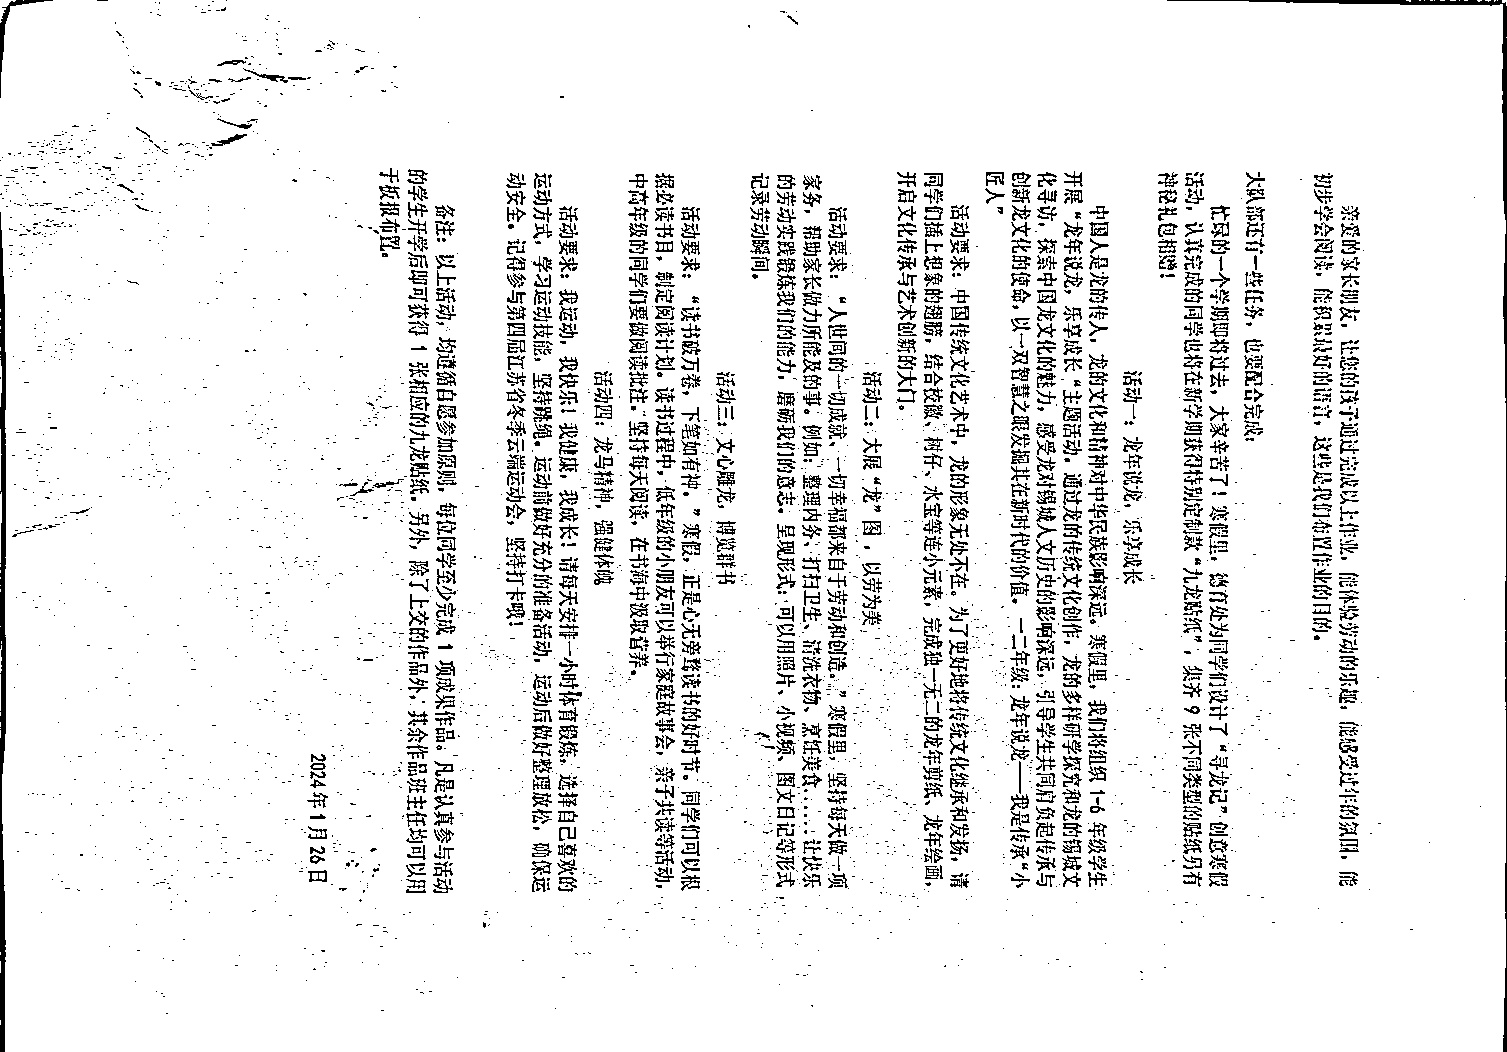 亲爱的家长朋友，让您的孩子通过完成以上作业，能体验劳动的乐趣，能感受过年的氛围，能
初步学会阅读，能积累最好的语言，这些是我们布置作业的目的。
大队部还有一些任务，也要配合完成：
忙碌的一个学期即将过去，大家辛苦了！寒假里，德育处为同学们设计了“寻龙记”创意寒假
活动，认真完成的同学也将在新学期获得特别定制款“九龙贴纸”，集齐 9 张不同类型的贴纸另有
神秘礼包相赠！
活动一：龙年说龙，乐享成长
中国人是龙的传人，龙的文化和精神对中华民族影响深远。寒假里，我们将组织 1-6 年级学生
开展“龙年说龙，乐享成长“主题活动。通过龙的传统文化创作，龙的多样研学探究和龙的锡城文
化寻访，探索中国龙文化的魅力，感受龙对锡城人文历史的影响深远，引导学生共同肩负起传承与
创新龙文化的使命，以一双智慧之眼发掘其在新时代的价值。一二年级：龙年说龙——我是传承“小
匠人”
活动要求：中国传统文化艺术中，龙的形象无处不在。为了更好地将传统文化继承和发扬，请
同学们插上想象的翅膀，结合校徽、树仔、水宝等连小元素，完成独一无二的龙年剪纸、龙年绘画，
开启文化传承与艺术创新的大门。
活动二：大展“龙”图，以劳为美
活动要求：“人世间的一切成就、一切幸福都来自于劳动和创造。”寒假里，坚持每天做一项
家务，帮助家长做力所能及的事。例如：整理内务、打扫卫生、清洗衣物、烹饪美食……让快乐
的劳动实践锻炼我们的能力，磨砺我们的意志。呈现形式：可以用照片、小视频、图文日记等形式
记录劳动瞬间。
活动三：文心雕龙，博览群书
活动要求：“读书破万卷，下笔如有神。”寒假，正是心无旁骛读书的好时节。同学们可以根
据必读书目，制定阅读计划。读书过程中，低年级的小朋友可以举行家庭故事会，亲子共读等活动，
中高年级的同学们要做阅读批注。坚持每天阅读，在书海中汲取营养。
活动四：龙马精神，强健体魄
活动要求：我运动，我快乐！我健康，我成长！请每天安排一小时体育锻炼。选择自己喜欢的
运动方式，学习运动技能，坚持跳绳。运动前做好充分的准备活动，运动后做好整理放松，确保运
动安全。记得参与第四届江苏省冬季云端运动会，坚持打卡哦！
备注：以上活动，均遵循自愿参加原则，每位同学至少完成 1 项成果作品。凡是认真参与活动
的学生开学后即可获得 1 张相应的九龙贴纸。另外，除了上交的作品外，其余作品班主任均可以用
于板报布置。
2024 年 1 月 26 日